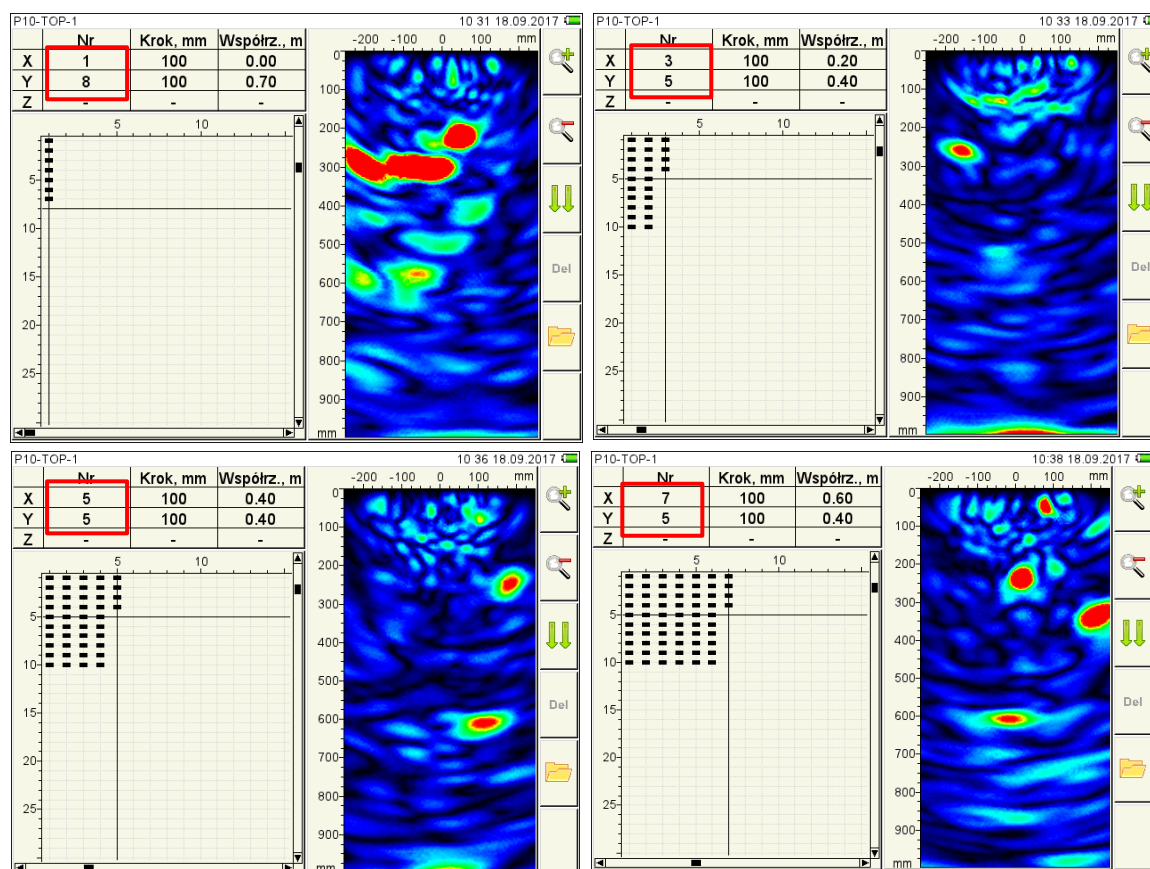 P10-TOP-1 10 31 18.09.2017
Nr Krok, mm Współrz., m
X 1 100 0.00
Y 8 100 0.70
Z - - -
5 10
5
10
15
20
25
-200 -100 0 100 mm
0
100
200
300
400
500
600
700
800
900
mm
Del
P10-TOP-1 10 33 18.09.2017
Nr Krok, mm Współrz., m
X 3 100 0.20
Y 5 100 0.40
Z - - -
5 10
5
10
15
20
25
-200 -100 0 100 mm
0
100
200
300
400
500
600
700
800
900
mm
Del
P10-TOP-1 10 36 18.09.2017
Nr Krok, mm Współrz., m
X 5 100 0.40
Y 5 100 0.40
Z - - -
5 10
5
10
15
20
25
-200 -100 0 100 mm
0
100
200
300
400
500
600
700
800
900
mm
Del
P10-TOP-1 10:38 18.09.2017
Nr Krok, mm Współrz., m
X 7 100 0.60
Y 5 100 0.40
Z - - -
5 10
5
10
15
20
25
-200 -100 0 100 mm
0
100
200
300
400
500
600
700
800
900
mm
Del